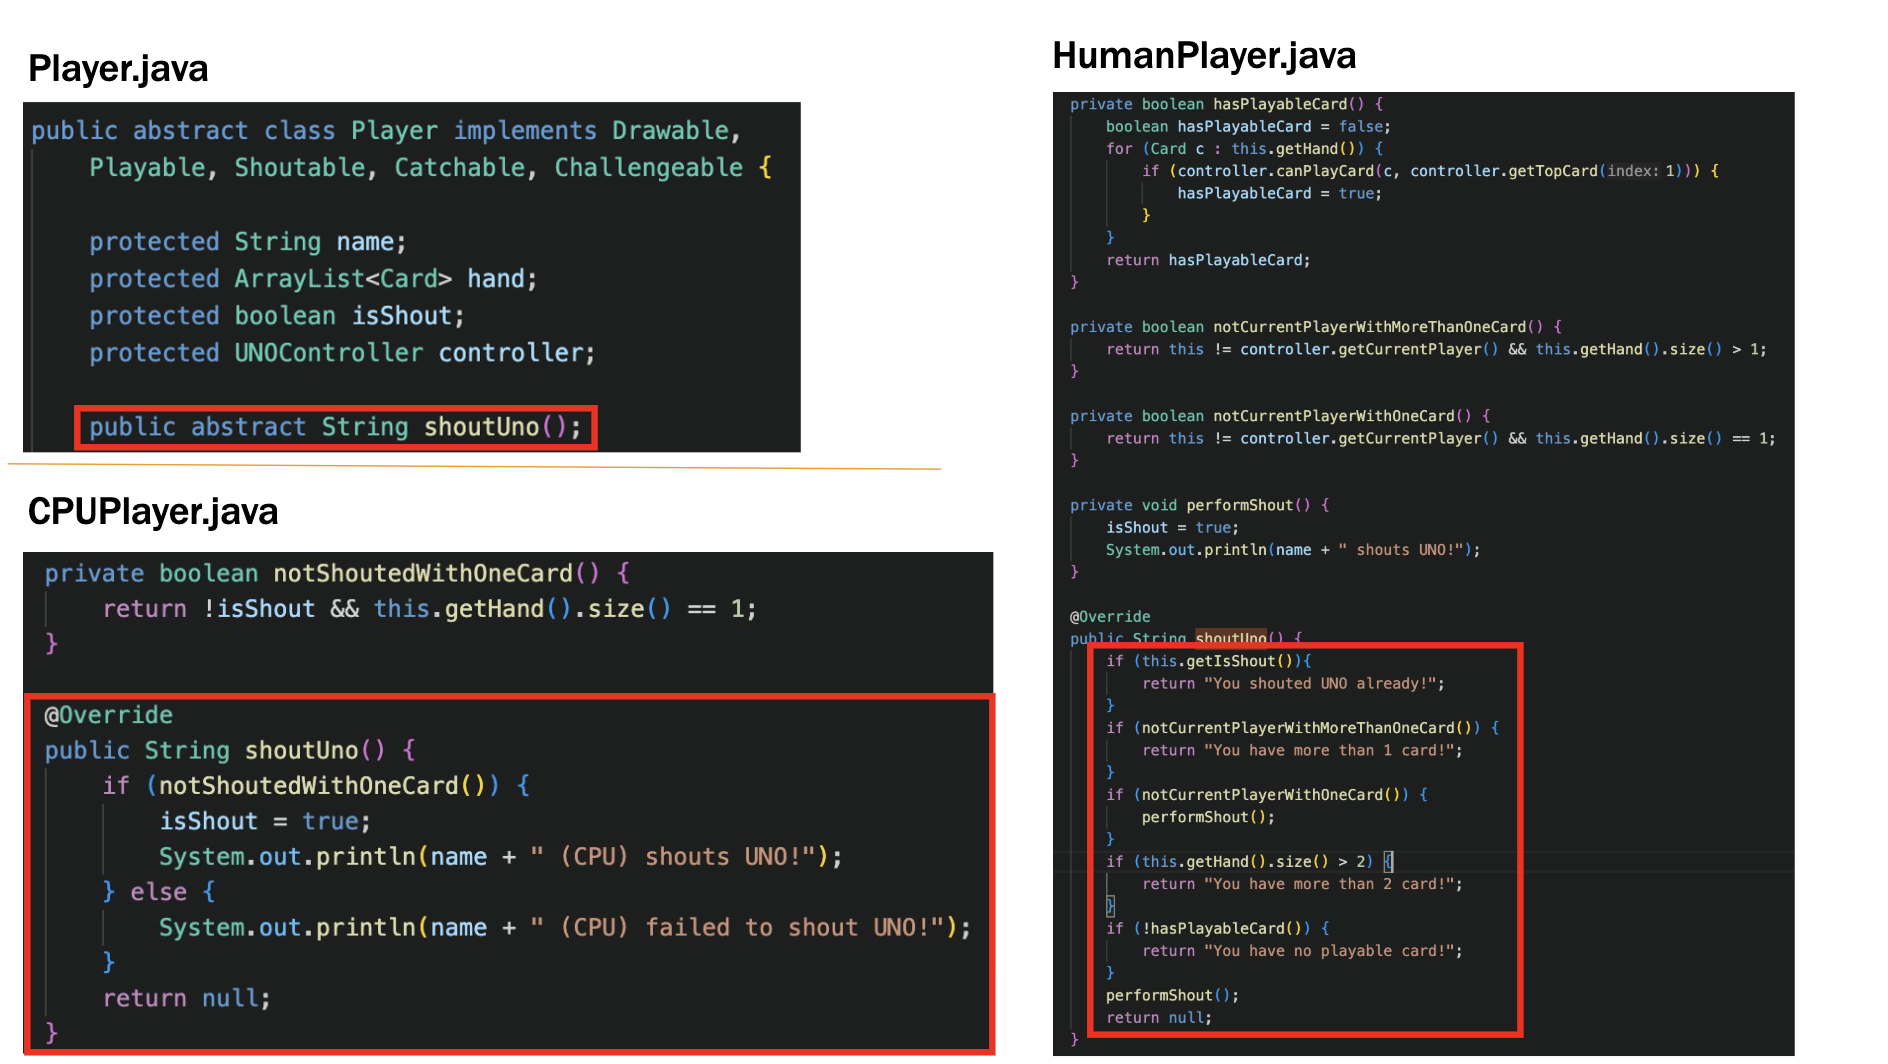 Player.java
public abstract class Player implements Drawable,
    Playable, Shoutable, Catchable, Challengeable {

    protected String name;
    protected ArrayList<Card> hand;
    protected boolean isShout;
    protected UNOController controller;

    public abstract String shoutUno();
CPUPlayer.java
private boolean notShoutedWithOneCard() {
    return !isShout && this.getHand().size() == 1;
}

@Override
public String shoutUno() {
    if (notShoutedWithOneCard()) {
        isShout = true;
        System.out.println(name + " (CPU) shouts UNO!");
    } else {
        System.out.println(name + " (CPU) failed to shout UNO!");
    }
    return null;
}
HumanPlayer.java
private boolean hasPlayableCard() {
    boolean hasPlayableCard = false;
    for (Card c : this.getHand()) {
        if (controller.canPlayCard(c, controller.getTopCard(index: 1))) {
            hasPlayableCard = true;
        }
    }
    return hasPlayableCard;
}

private boolean notCurrentPlayerWithMoreThanOneCard() {
    return this != controller.getCurrentPlayer() && this.getHand().size() > 1;
}

private boolean notCurrentPlayerWithOneCard() {
    return this != controller.getCurrentPlayer() && this.getHand().size() == 1;
}

private void performShout() {
    isShout = true;
    System.out.println(name + " shouts UNO!");
}

@Override
public String shoutUno() {
    if (this.getIsShout()){
        return "You shouted UNO already!";
    }
    if (notCurrentPlayerWithMoreThanOneCard()) {
        return "You have more than 1 card!";
    }
    if (notCurrentPlayerWithOneCard()) {
        performShout();
    }
    if (this.getHand().size() > 2) {
        return "You have more than 2 card!";
    }
    if (!hasPlayableCard()) {
        return "You have no playable card!";
    }
    performShout();
    return null;
}